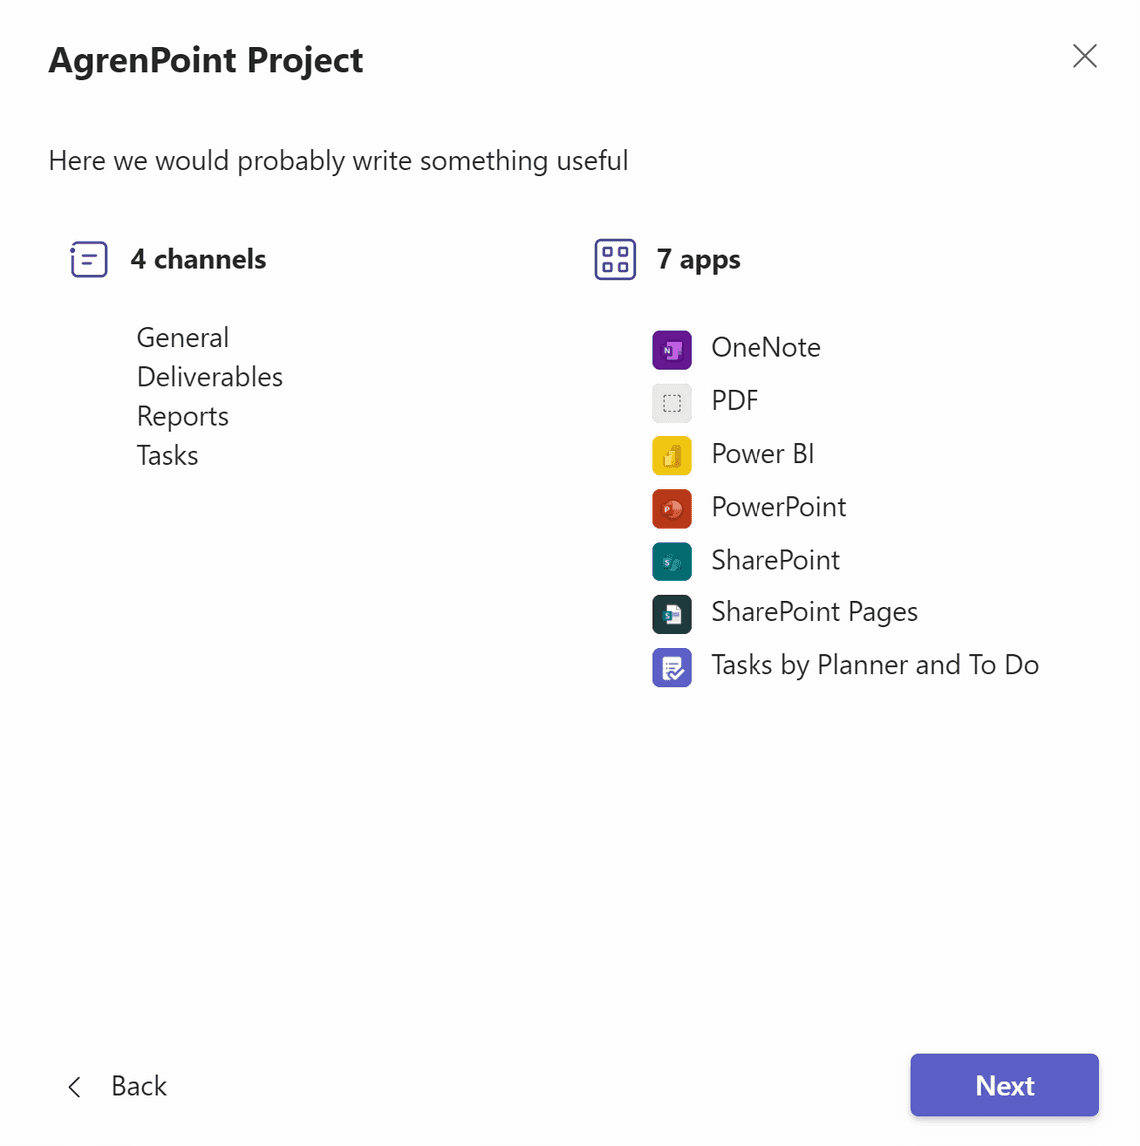 AgrenPoint Project
Here we would probably write something useful
4 channels
General
Deliverables
Reports
Tasks
7 apps
OneNote
PDF
Power BI
PowerPoint
SharePoint
SharePoint Pages
Tasks by Planner and To Do
Back
Next